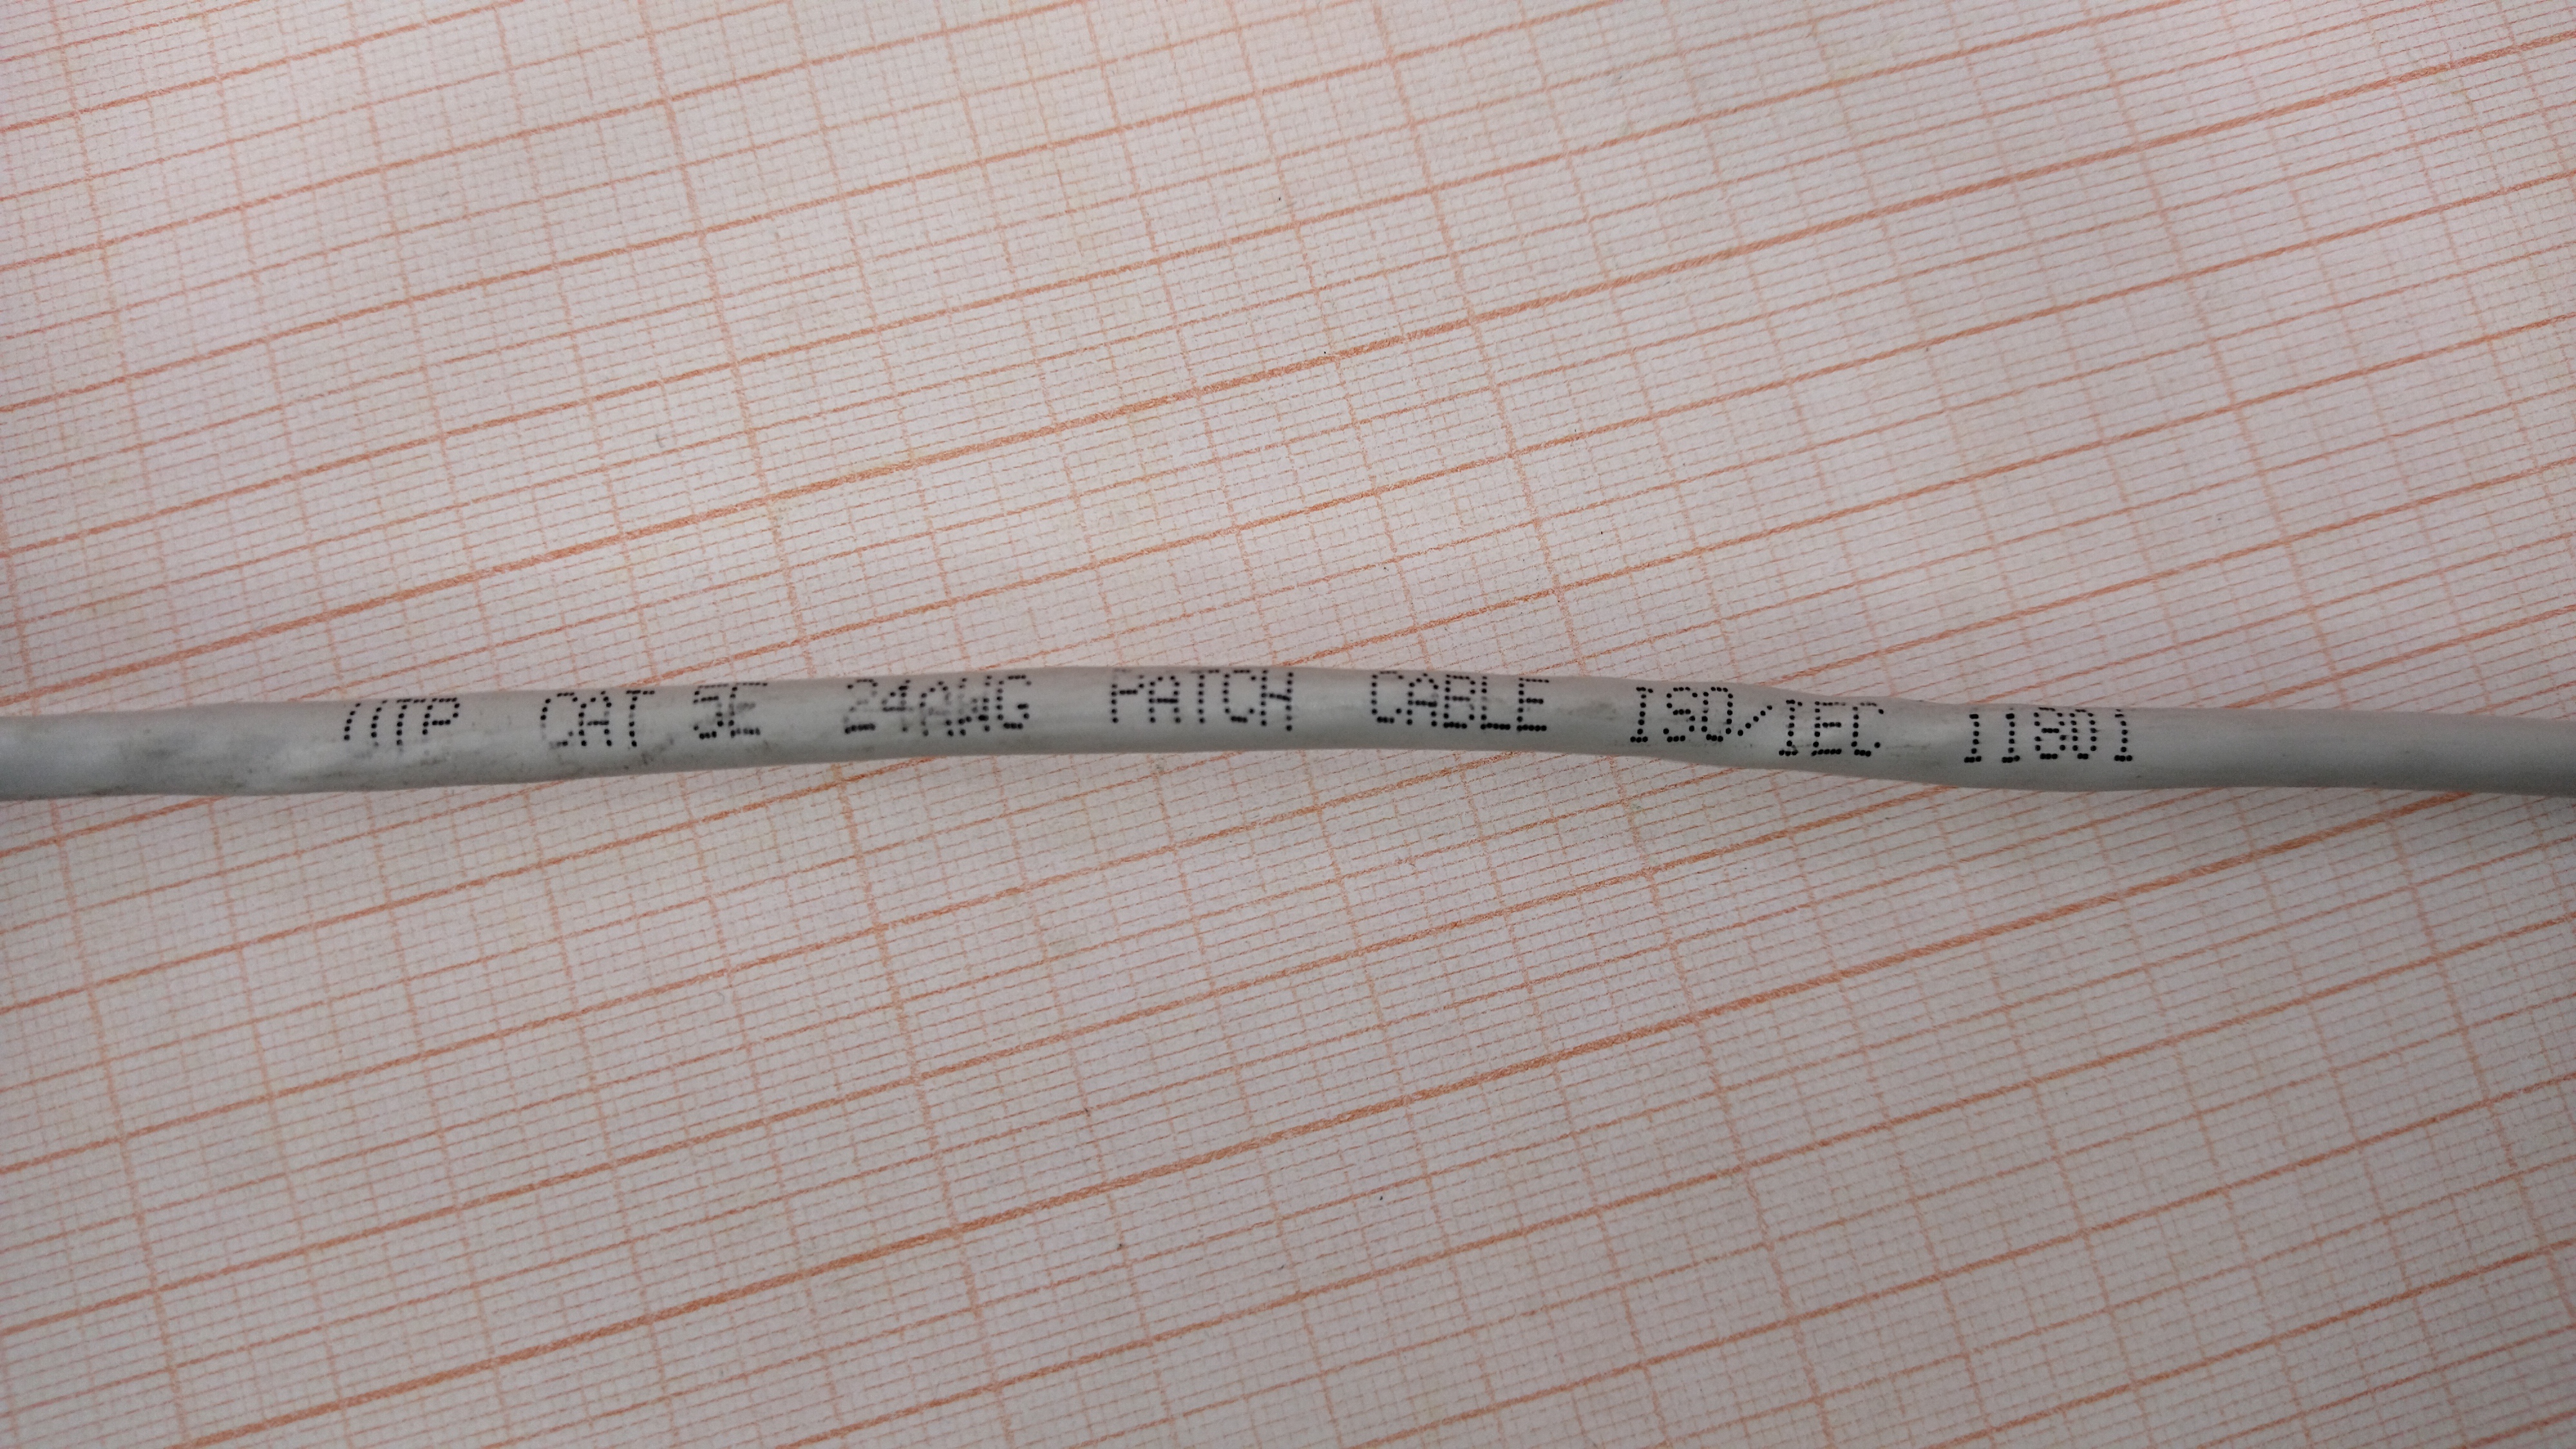 UTP CAT 5E 24AWG PATCH CABLE ISO/IEC 11801